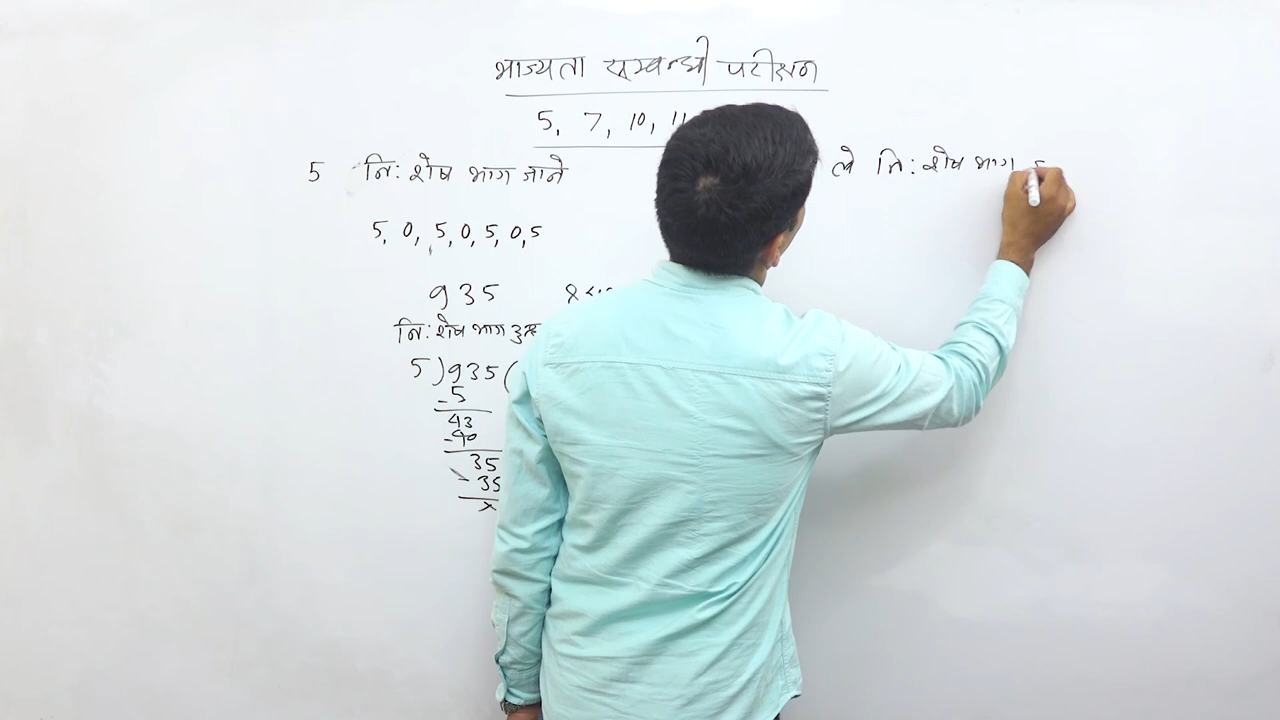 भाज्यता सम्बन्धी परीक्षण
5, 7, 10, 11
5 नि: शेष भाग जाने
5, 0, 5, 0, 5, 0, 5
935
नि: शेष भाग
5 ) 935 (
- 5
43
- 40
35
- 35
x
ले नि: शेष भाग